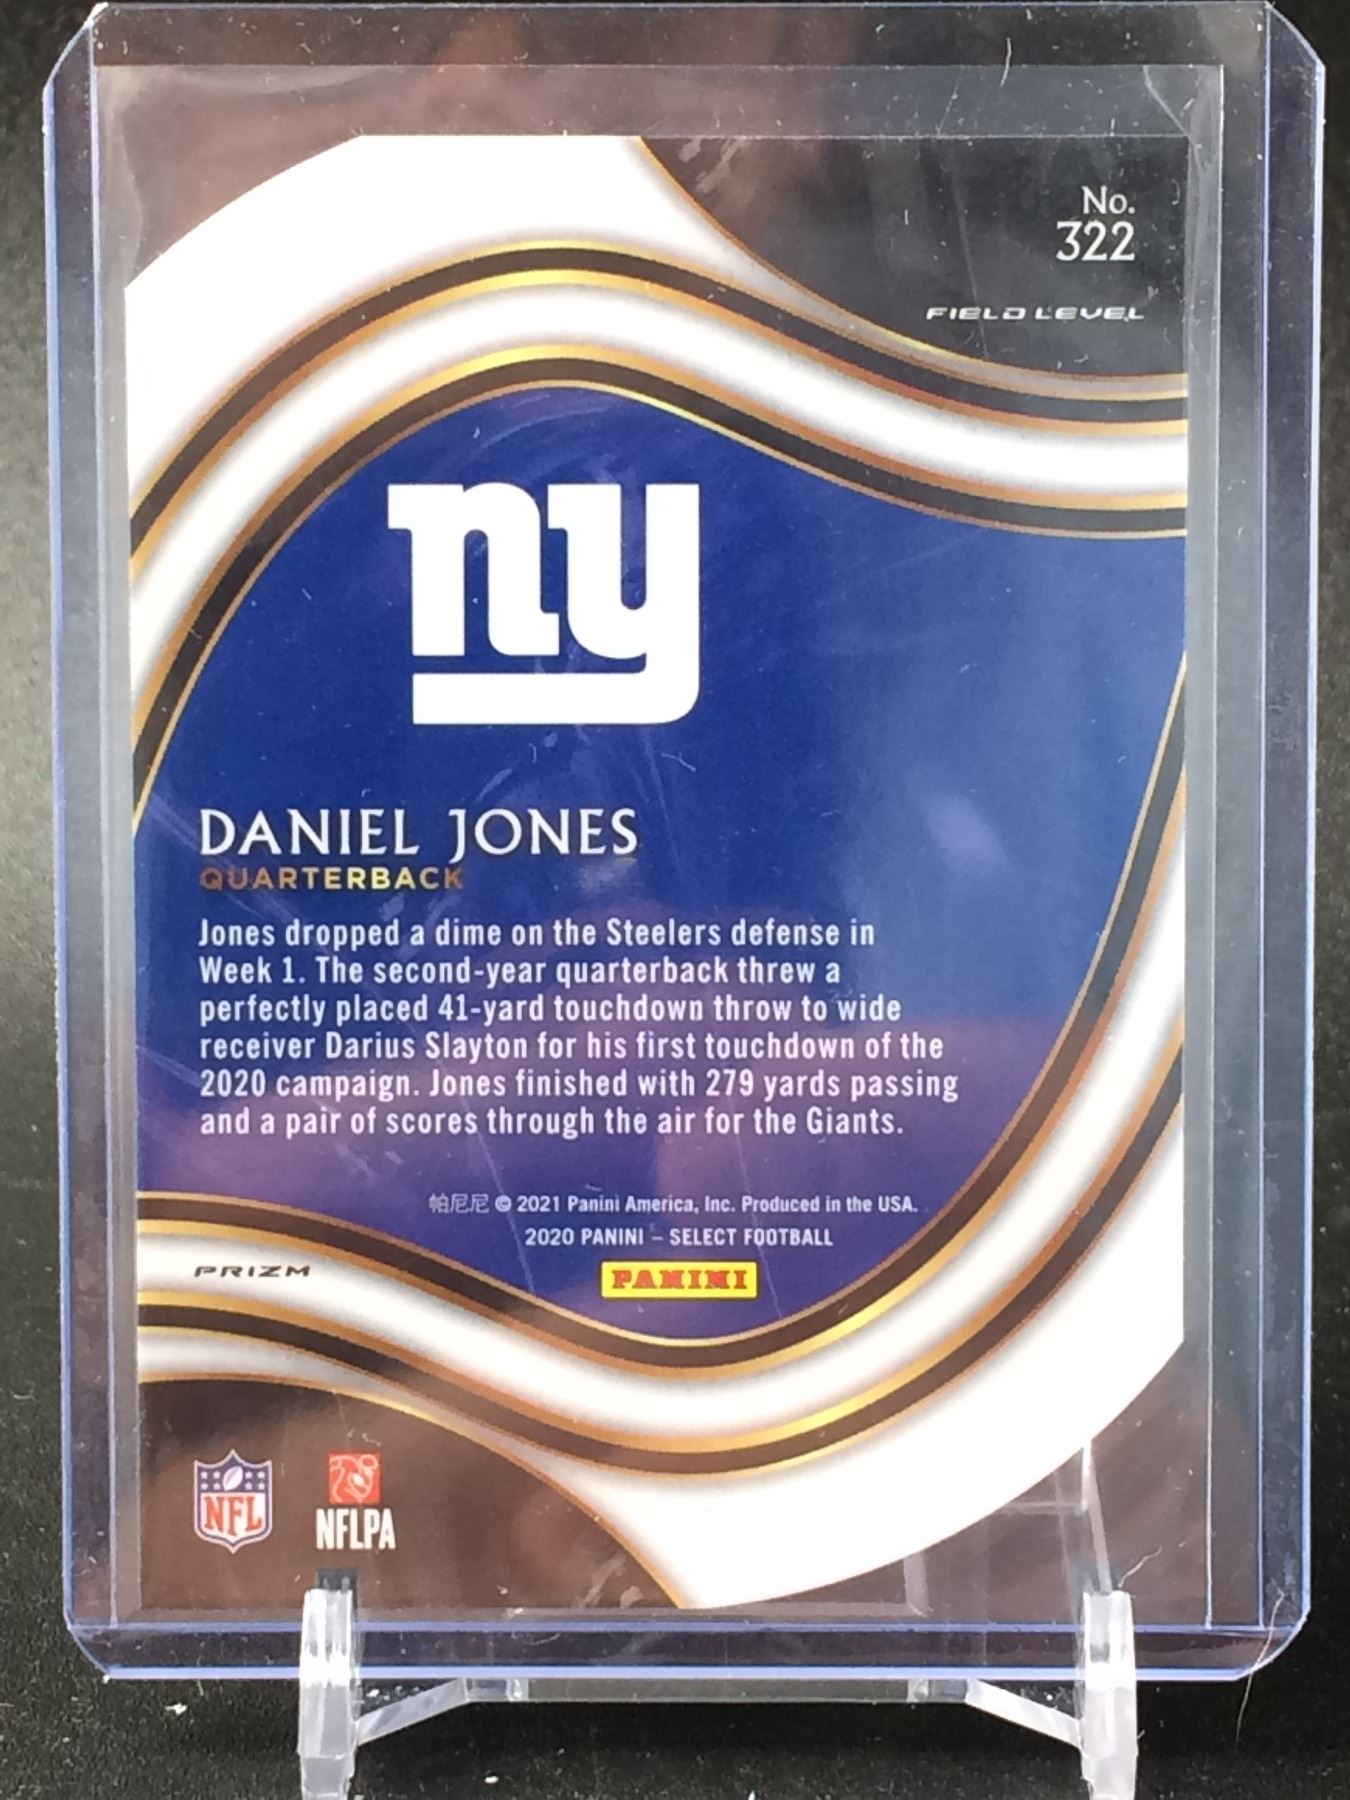 No.
322
FIELD LEVEL
ny
DANIEL JONES
QUARTERBACK
Jones dropped a dime on the Steelers defense in
Week 1. The second-year quarterback threw a
perfectly placed 41-yard touchdown throw to wide
receiver Darius Slayton for his first touchdown of the
2020 campaign. Jones finished with 279 yards passing
and a pair of scores through the air for the Giants.
帕尼尼 © 2021 Panini America, Inc. Produced in the USA.
2020 PANINI – SELECT FOOTBALL
PRIZM
PANINI
NFL
NFLPA